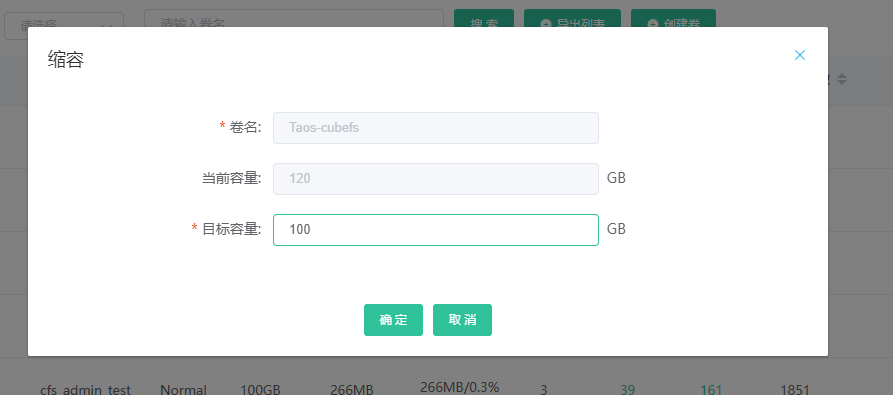 请选择 请输入卷名 搜 索 导出列表 创建卷
缩容
* 卷名: Taos-cubefs
当前容量: 120 GB
* 目标容量: 100 GB
确 定 取 消
cfs_admin_test Normal 100GB 266MB 266MB/0.3% 3 39 161 1851